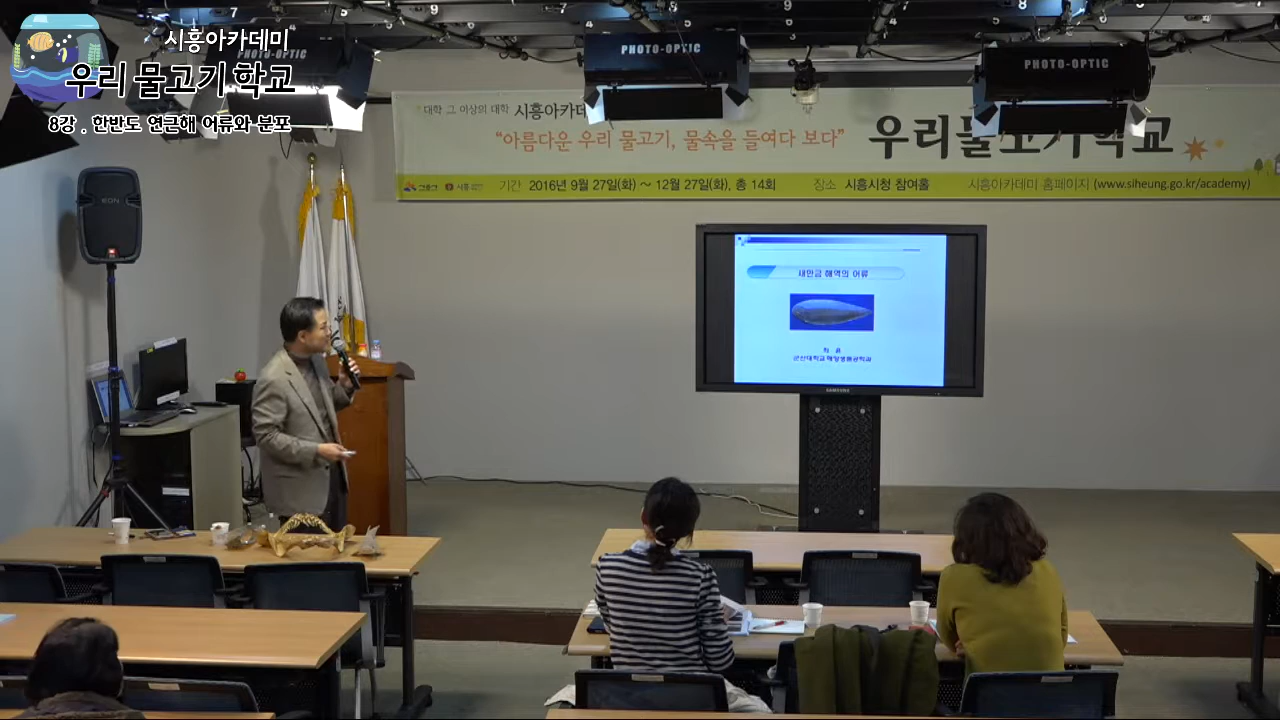 시흥아카데미
우리 물고기 학교
8강 . 한반도 연근해 어류와 분포
PHOTO-OPTIC
PHOTO-OPTIC
PHOTO-OPTIC
대학 그 이상의 대학 시흥아카데
"아름다운 우리 물고기, 물속을 들여다 보다"
우리물고기학교
기간 2016년 9월 27일(화) ~ 12월 27일(화), 총 14회 장소 시흥시청 참여홀 시흥아카데미 홈페이지 (www.siheung.go.kr/academy)
EON
새만금 해역의 어류
최 윤
군산대학교 해양생물공학과
SAMSUNG